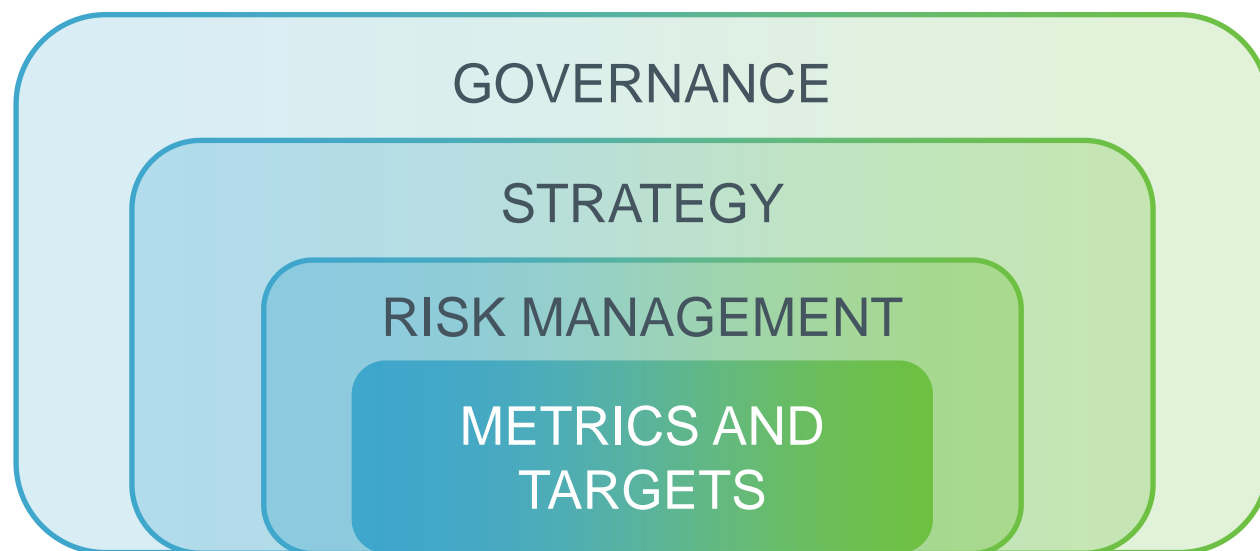 GOVERNANCE
STRATEGY
RISK MANAGEMENT
METRICS AND
TARGETS